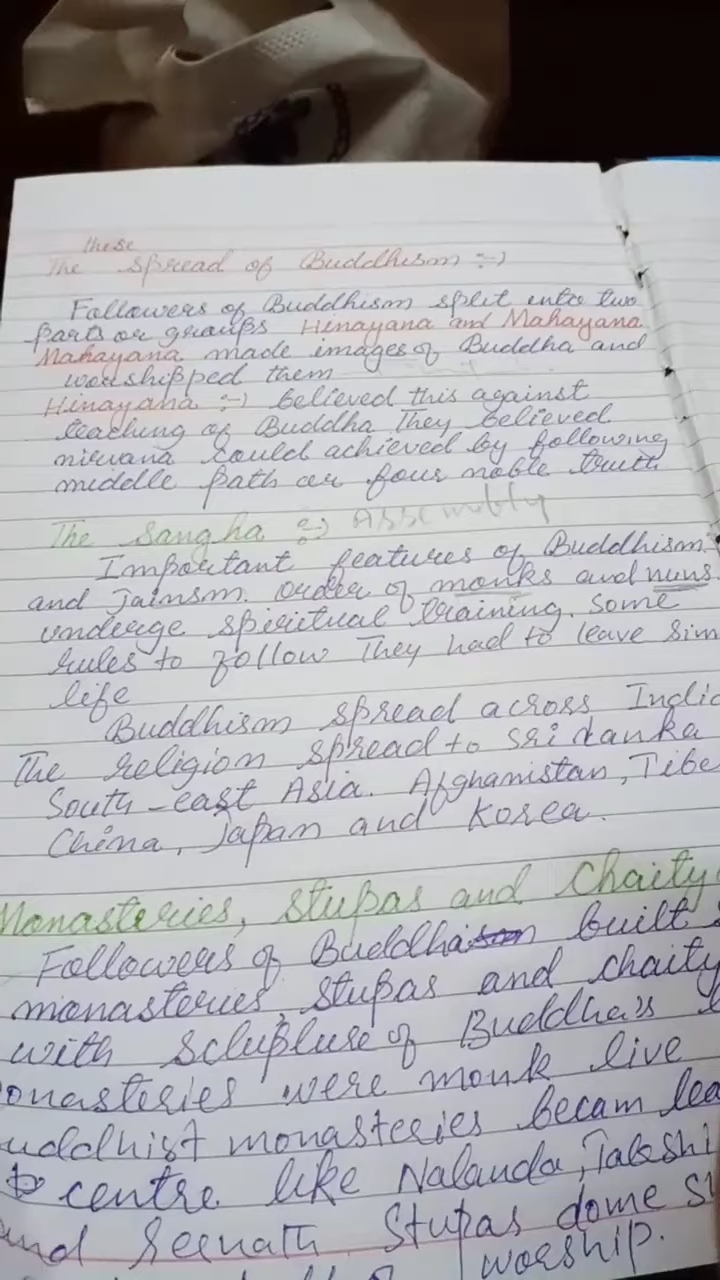 these
The spread of Buddhism :-)
Followers of Buddhism split into two
parts or groups Hinayana and Mahayana
Mahayana made images of Buddha and
worshipped them
Hinayana :-) believed this against
teaching of Buddha They believed
nirvana could achieved by following
middle path or four noble truth
The Sangha :-) Assembly
Important features of Buddhism
and Jainsm. Order of monks and nuns
undergo spiritual training. Some
rules to follow They had to leave Sim
life
Buddhism spread across India
The religion spread to Sri Lanka
South-east Asia. Afghanistan, Tibe
China, Japan and Korea.
Monasteries, Stupas and Chaity
Followers of Buddha built
monasteries, stupas and chaity
with Sclupluse of Buddha's
onasteries were monk live
uddhist monasteries becam lea
to centre like Nalanda, Takshi
and Sernath Stupas dome s
worship.